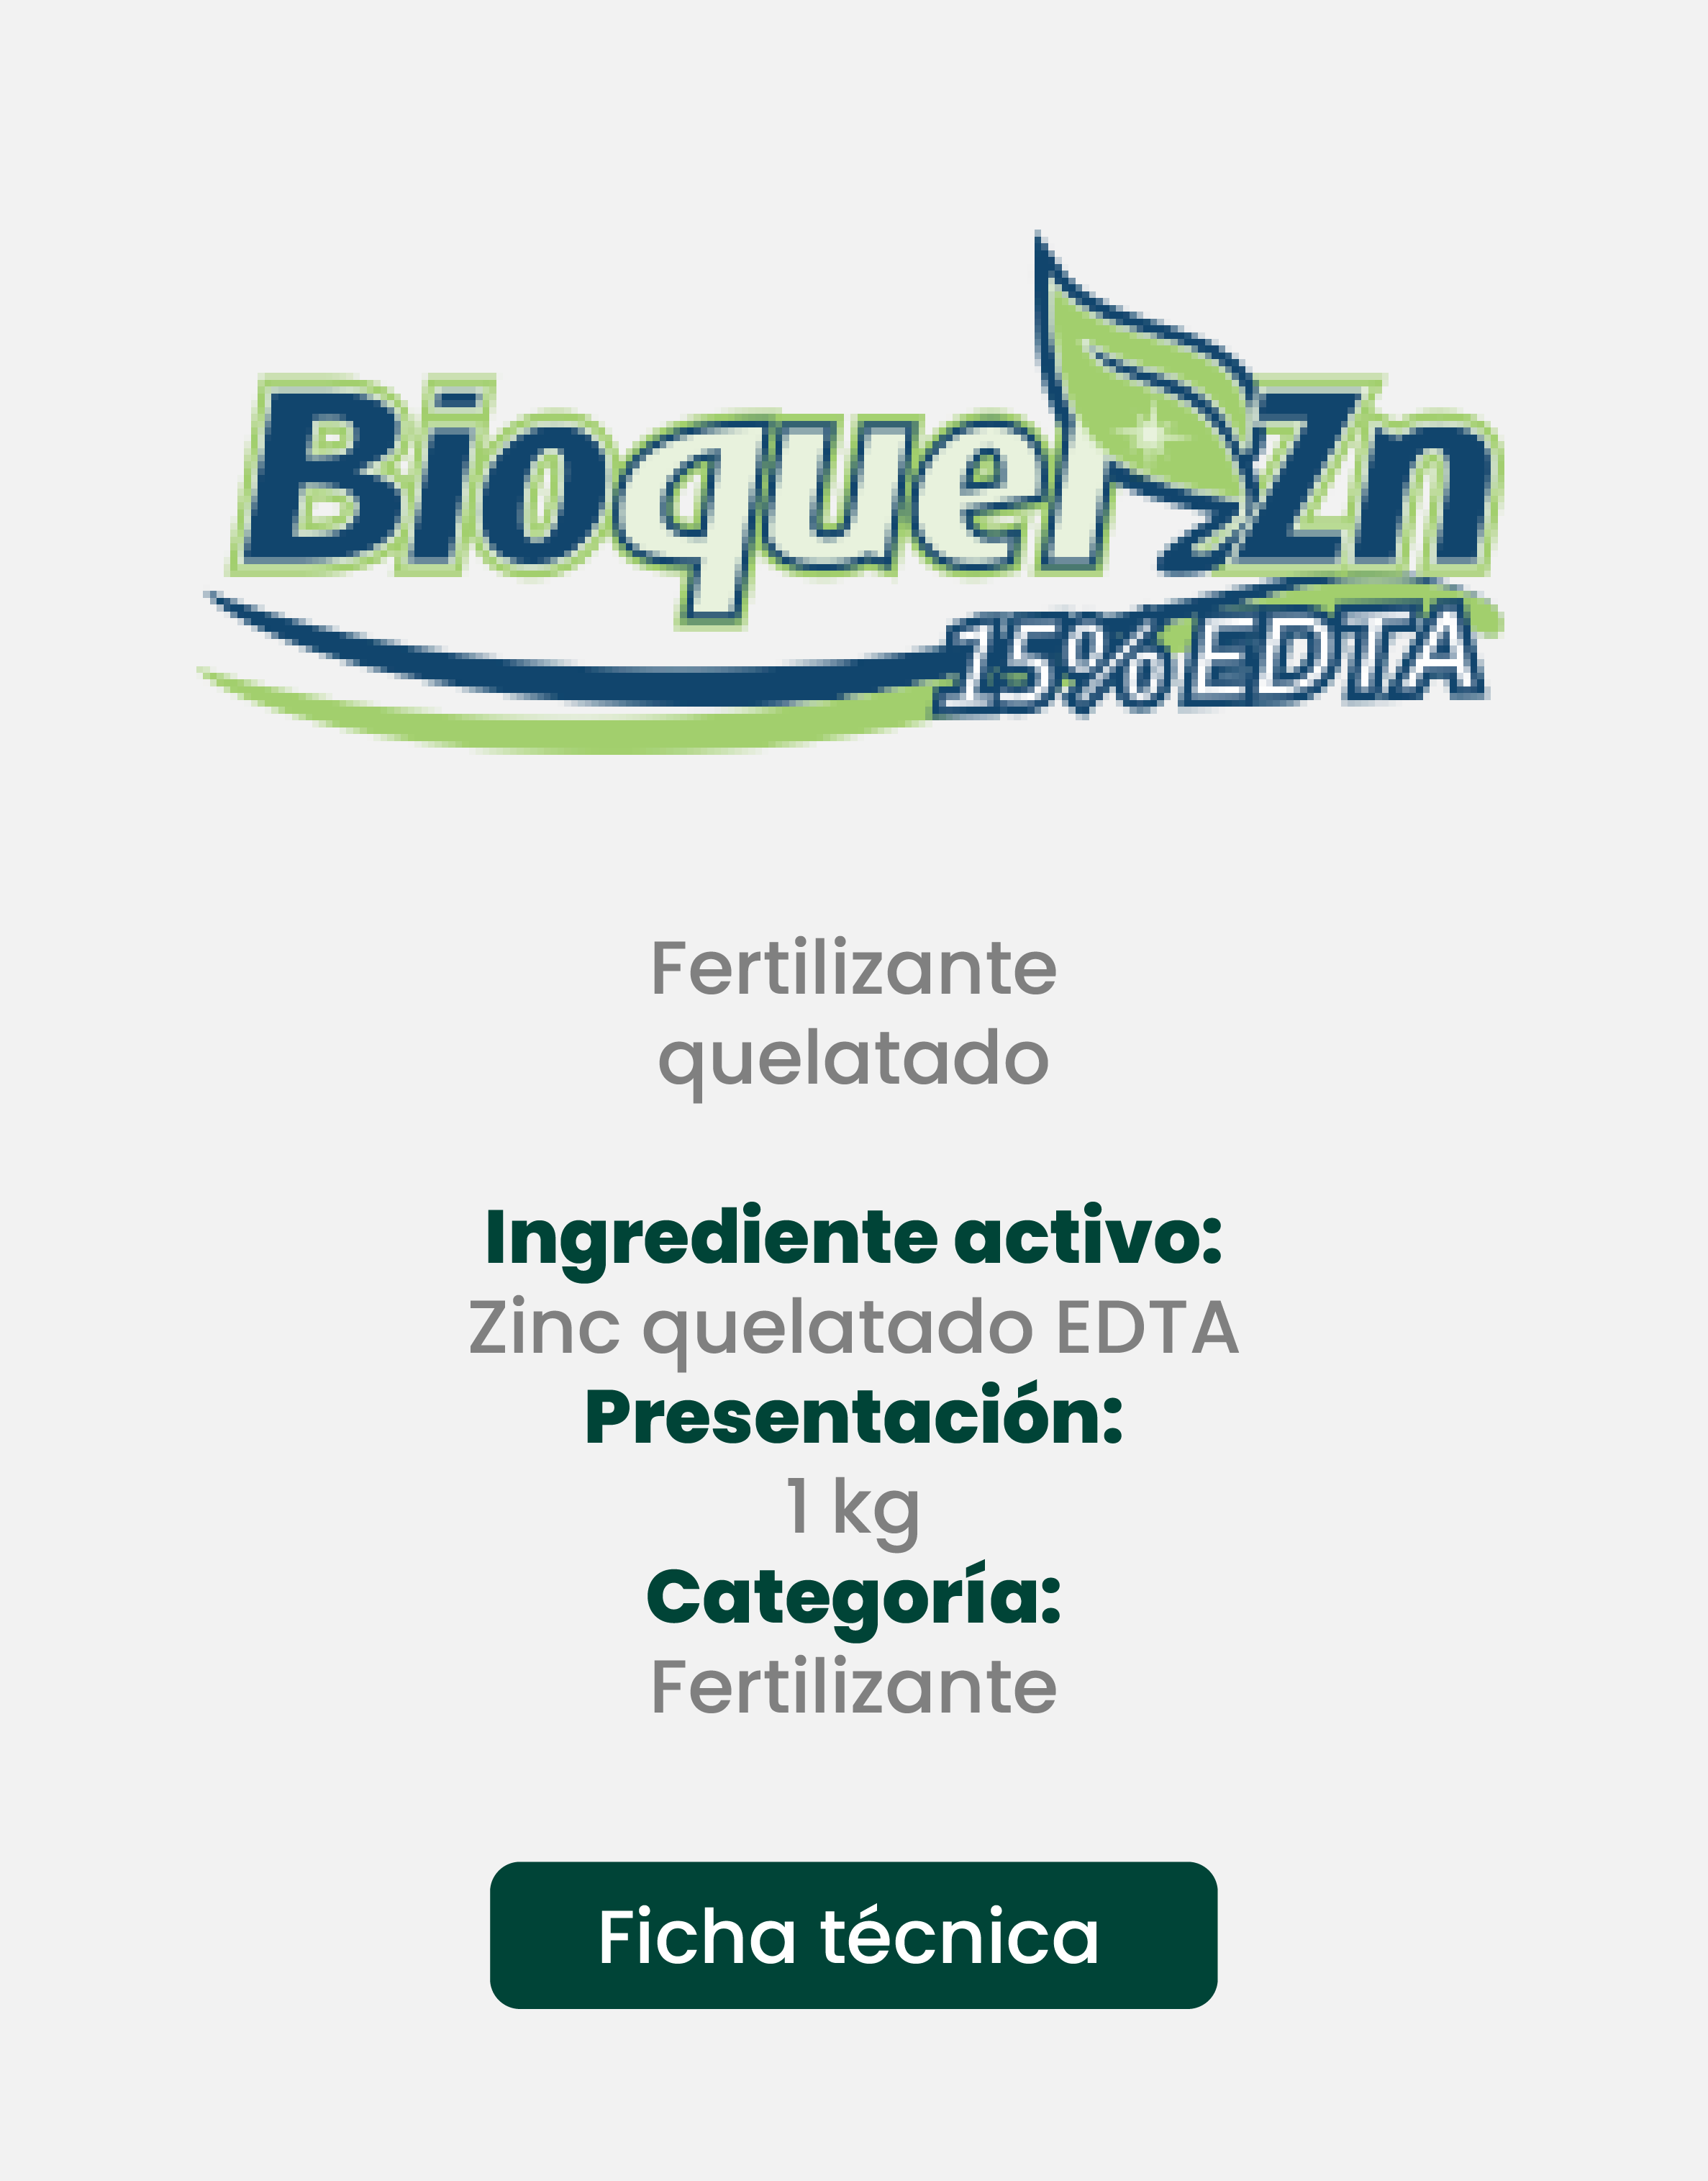 Bioquel Zn
15% EDTA
Fertilizante
quelatado
Ingrediente activo:
Zinc quelatado EDTA
Presentación:
1 kg
Categoría:
Fertilizante
Ficha técnica